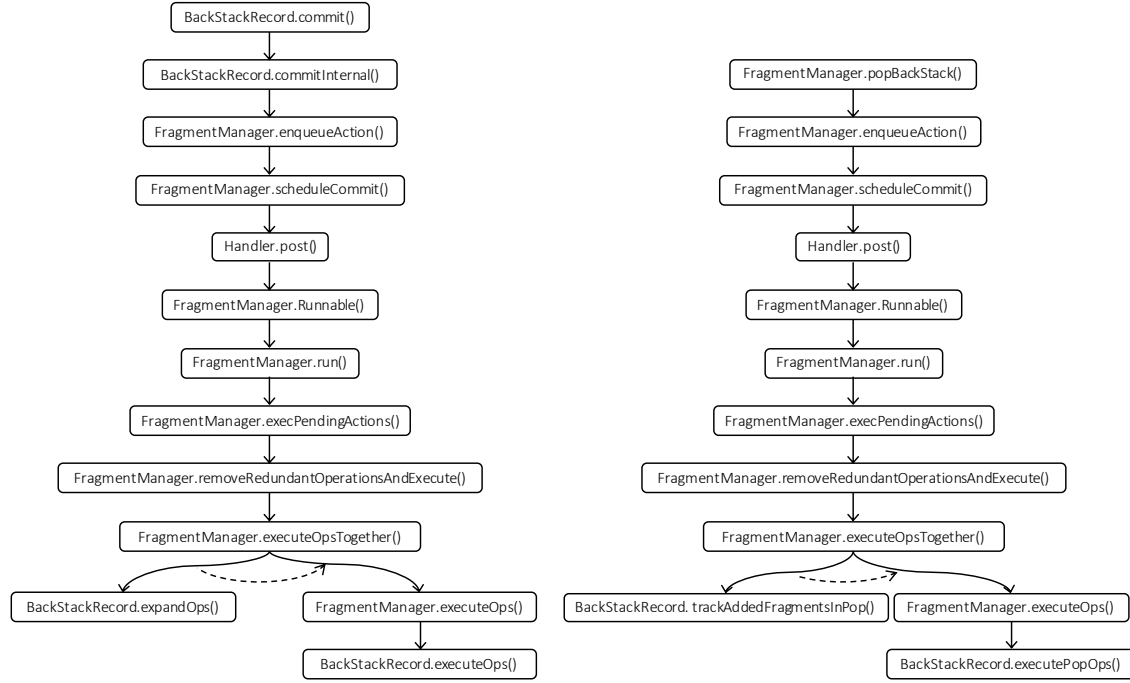 BackStackRecord.commit()
BackStackRecord.commitInternal()
FragmentManager.enqueueAction()
FragmentManager.scheduleCommit()
Handler.post()
FragmentManager.Runnable()
FragmentManager.run()
FragmentManager.execPendingActions()
FragmentManager.removeRedundantOperationsAndExecute()
FragmentManager.executeOpsTogether()
BackStackRecord.expandOps()
FragmentManager.executeOps()
BackStackRecord.executeOps()
FragmentManager.popBackStack()
FragmentManager.enqueueAction()
FragmentManager.scheduleCommit()
Handler.post()
FragmentManager.Runnable()
FragmentManager.run()
FragmentManager.execPendingActions()
FragmentManager.removeRedundantOperationsAndExecute()
FragmentManager.executeOpsTogether()
BackStackRecord. trackAddedFragmentsInPop()
FragmentManager.executeOps()
BackStackRecord.executePopOps()